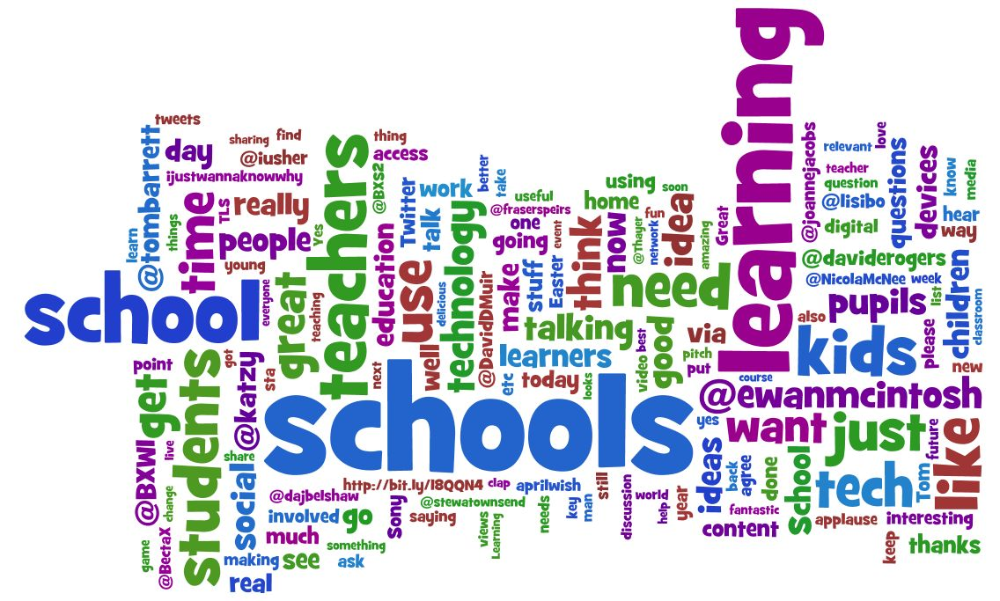 tweets
@tombarrett
day
sharing
find
@iusher
ijustwannaknowwhy
thing
access
teachers
@BXS2
learn
things
time
TLS
really
people
Yes
young
school
everyone
great
teaching
education
Twitter
work
talk
better
take
use
delicious
technology
well
next
@DavidDMuir
useful
@fraserspeirs
one
going
event
make
stuff
Easter
using
home
soon
think
now
@Thayer
fun
network
idea
amazing
Great
need
talking
learners
etc
today
looks
video
best
good
via
pitch
put
learning
course
@joannejacobs
relevant
love
teacher
question
@lisibo
digital
questions
devices
know
media
hear
way
@daviderogers
@NicolaMcNee
week
list
also
pupils
kids
please
children
classroom
new
point
get
got
@katzy
sta
students
@BXWI
live
share
change
social
game
@BectaX
making
real
schools
@ewanmcintosh
yes
want
just
like
future
ideas
back
agree
done
School
tech
Tom
fantastic
content
applause
interesting
keep
thanks
http://bit.ly/l8QQN4
clap
aprilwish
still
@dajbelshaw
@stewatownsend
involved
go
Sony
saying
much
something
see
ask
views
Learning
needs
key
man
discussion
world
help
year